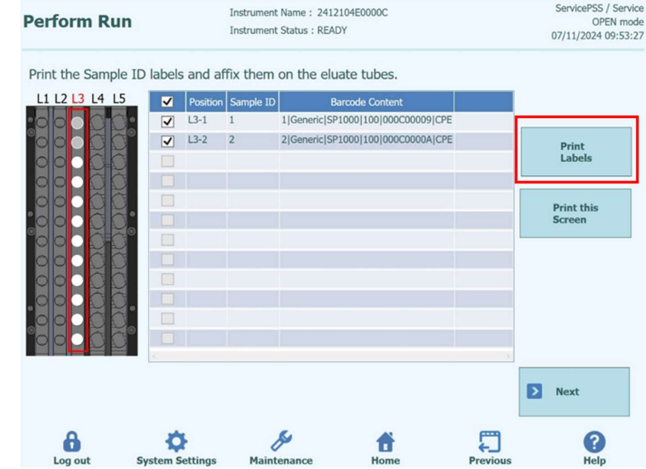 Perform Run
Instrument Name : 2412104E0000C
Instrument Status : READY
ServicePSS / Service
OPEN mode
07/11/2024 09:53:27
Print the Sample ID labels and affix them on the eluate tubes.
L1 L2 L3 L4 L5
Position Sample ID Barcode Content
L3-1 1 1|Generic|SP1000|100|000C00009|CPE
L3-2 2 2|Generic|SP1000|100|000C0000A|CPE
Print
Labels
Print this
Screen
Next
Log out
System Settings
Maintenance
Home
Previous
Help